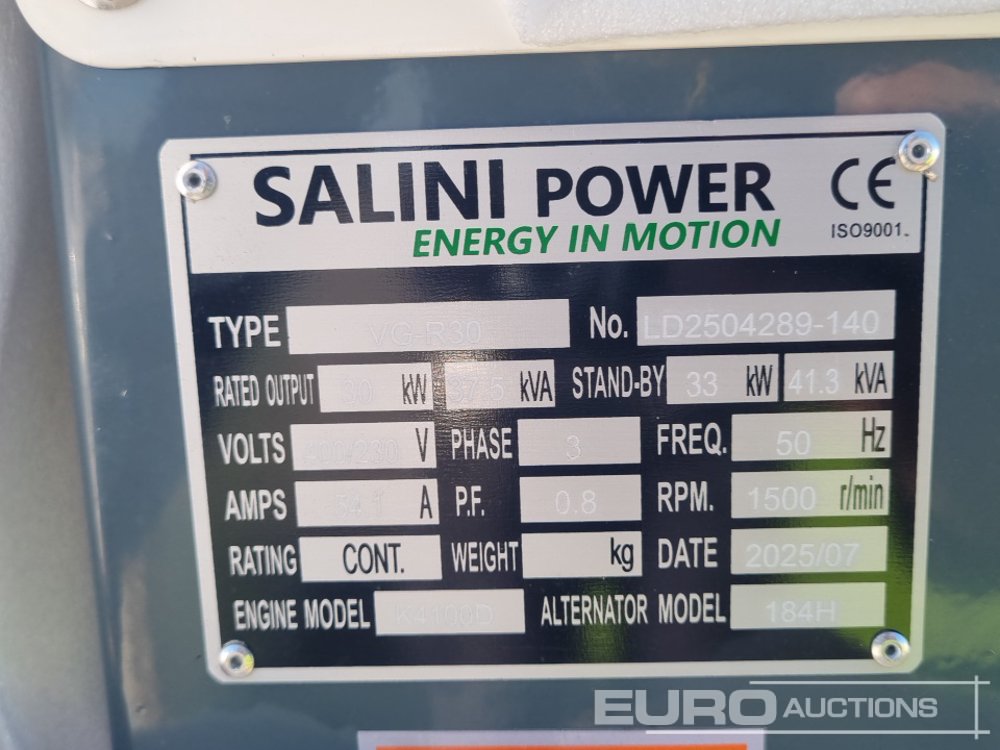 SALINI POWER
CE
ENERGY IN MOTION
ISO9001
TYPE VG-R30 No. LD2504289-140
RATED OUTPUT 30 kW 37.5 kVA STAND-BY 33 kW 41.3 kVA
VOLTS 400/230 V PHASE 3 FREQ. 50 Hz
AMPS 54.1 A P.F. 0.8 RPM. 1500 r/min
RATING CONT. WEIGHT kg DATE 2025/07
ENGINE MODEL K4100D ALTERNATOR MODEL 184H
EURO AUCTIONS